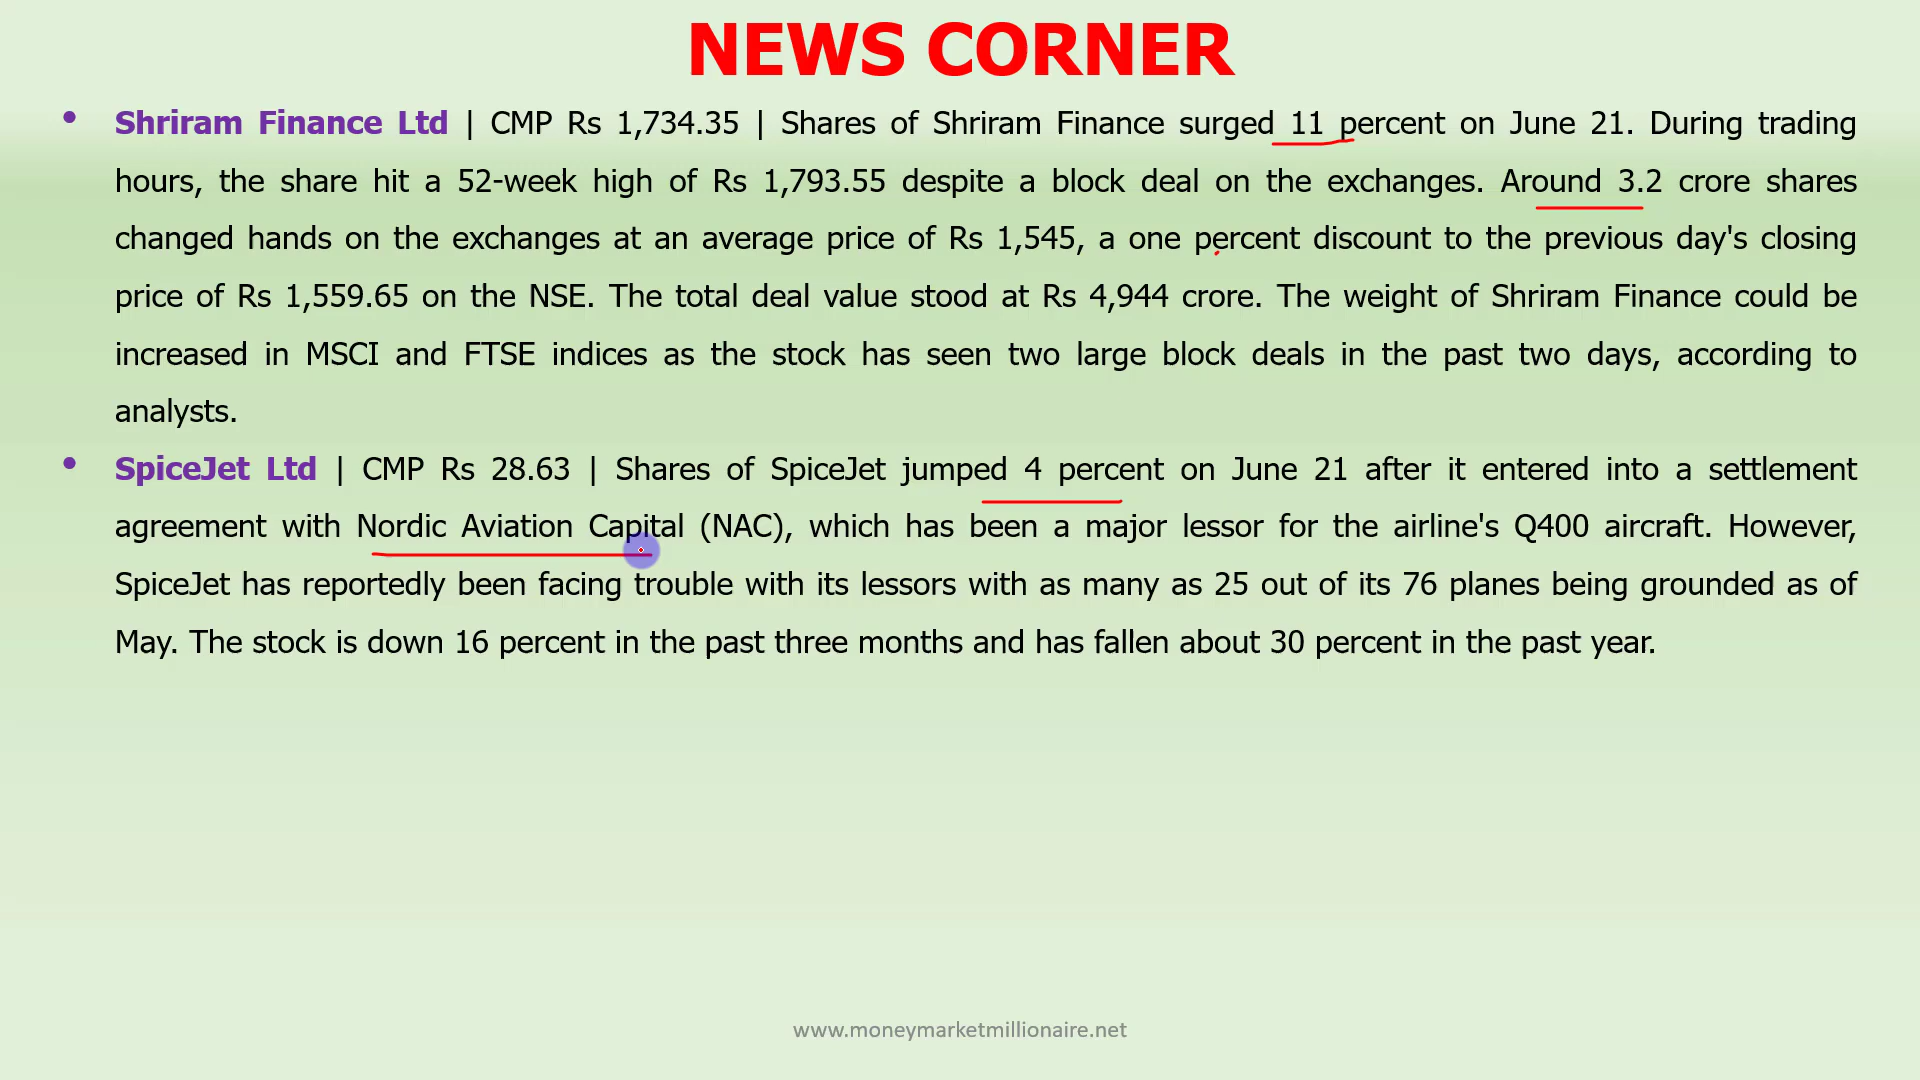 NEWS CORNER
• Shriram Finance Ltd | CMP Rs 1,734.35 | Shares of Shriram Finance surged 11 percent on June 21. During trading
hours, the share hit a 52-week high of Rs 1,793.55 despite a block deal on the exchanges. Around 3.2 crore shares
changed hands on the exchanges at an average price of Rs 1,545, a one percent discount to the previous day's closing
price of Rs 1,559.65 on the NSE. The total deal value stood at Rs 4,944 crore. The weight of Shriram Finance could be
increased in MSCI and FTSE indices as the stock has seen two large block deals in the past two days, according to
analysts.
• SpiceJet Ltd | CMP Rs 28.63 | Shares of SpiceJet jumped 4 percent on June 21 after it entered into a settlement
agreement with Nordic Aviation Capital (NAC), which has been a major lessor for the airline's Q400 aircraft. However,
SpiceJet has reportedly been facing trouble with its lessors with as many as 25 out of its 76 planes being grounded as of
May. The stock is down 16 percent in the past three months and has fallen about 30 percent in the past year.
www.moneymarketmillionaire.net